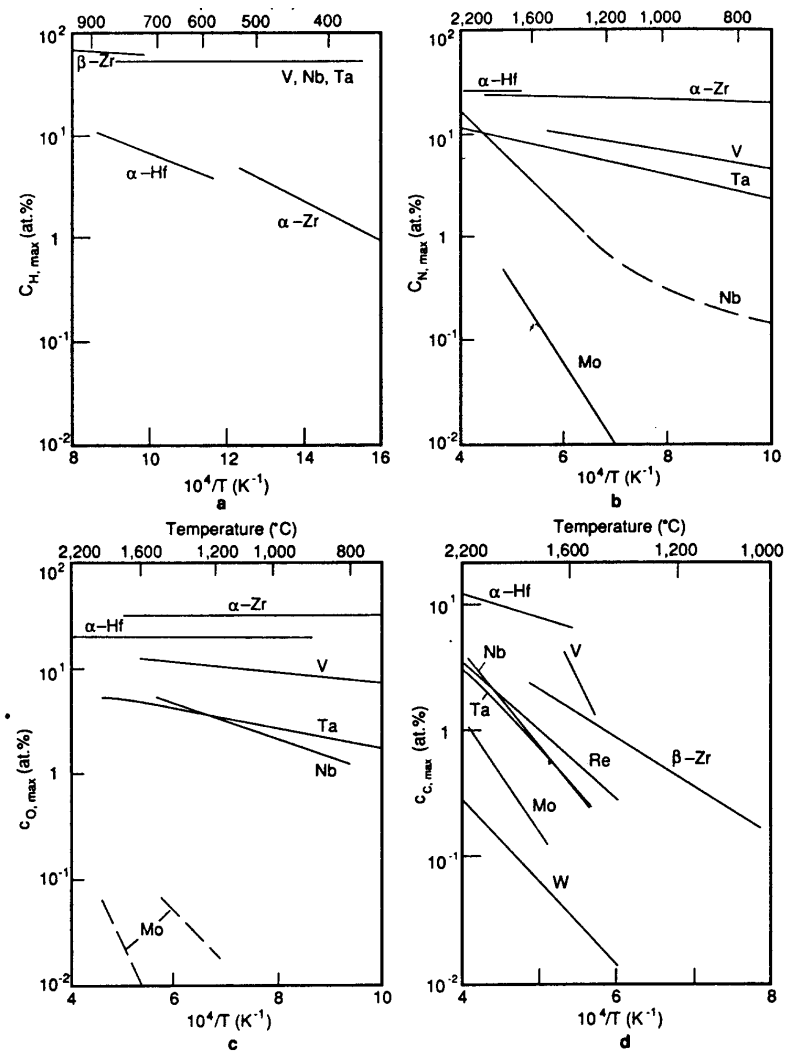 900 700 600 500 400
10²
β–Zr
V, Nb, Ta
10¹
α–Hf
α–Zr
C_H, max (at.%)
1
10⁻¹
10⁻²
8 10 12 14 16
10⁴/T (K⁻¹)
a
2,200 1,600 1,200 1,000 800
10²
α–Hf
α–Zr
10¹
V
Ta
C_N, max (at.%)
1
Nb
10⁻¹
Mo
10⁻²
4 6 8 10
10⁴/T (K⁻¹)
b
Temperature (°C)
2,200 1,600 1,200 1,000 800
10²
α–Zr
α–Hf
10¹
V
Ta
Nb
c_O, max (at.%)
1
10⁻¹
Mo
10⁻²
4 6 8 10
10⁴/T (K⁻¹)
c
Temperature (°C)
2,200 1,600 1,200 1,000
α–Hf
10¹
Nb
V
Ta
1
Re
β–Zr
c_C, max (at.%)
Mo
10⁻¹
W
10⁻²
4 6 8
10⁴/T (K⁻¹)
d